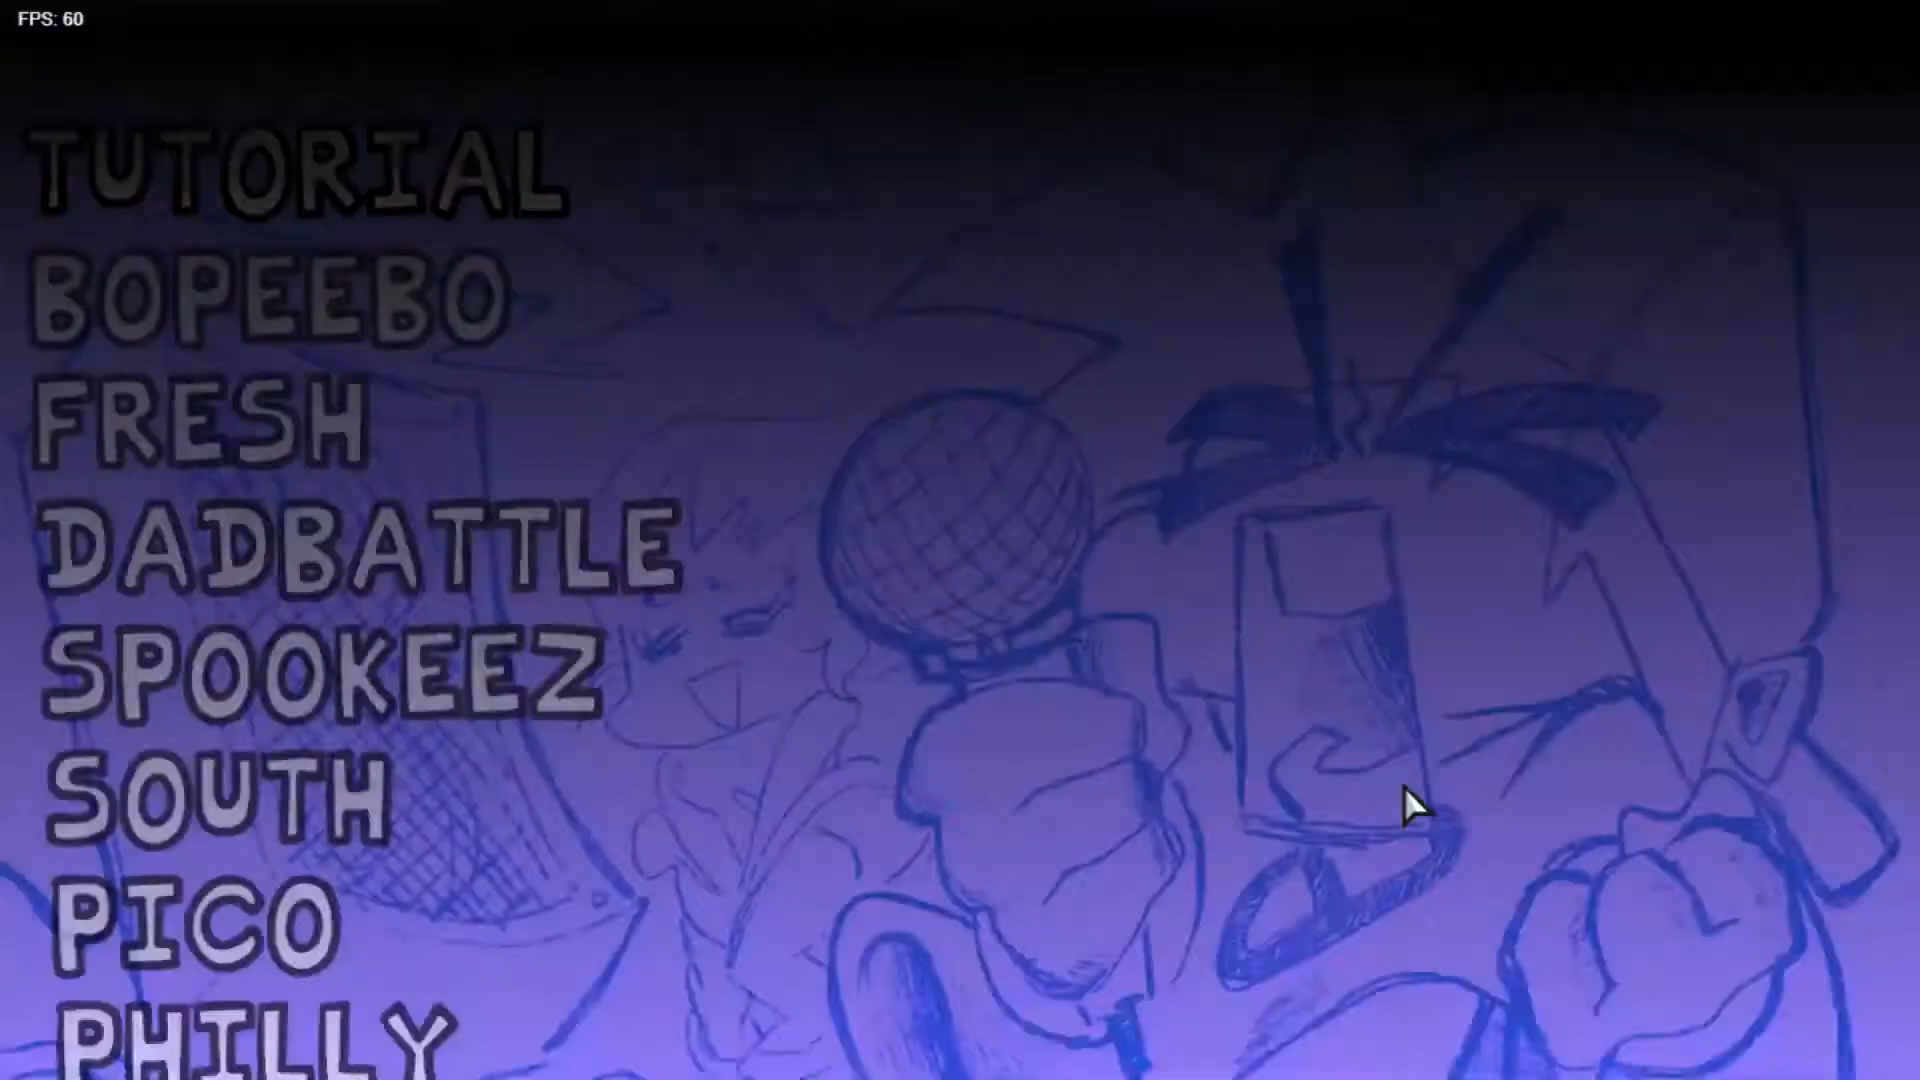 FPS: 60
TUTORIAL
BOPEEBO
FRESH
DADBATTLE
SPOOKEEZ
SOUTH
PICO
PHILLY